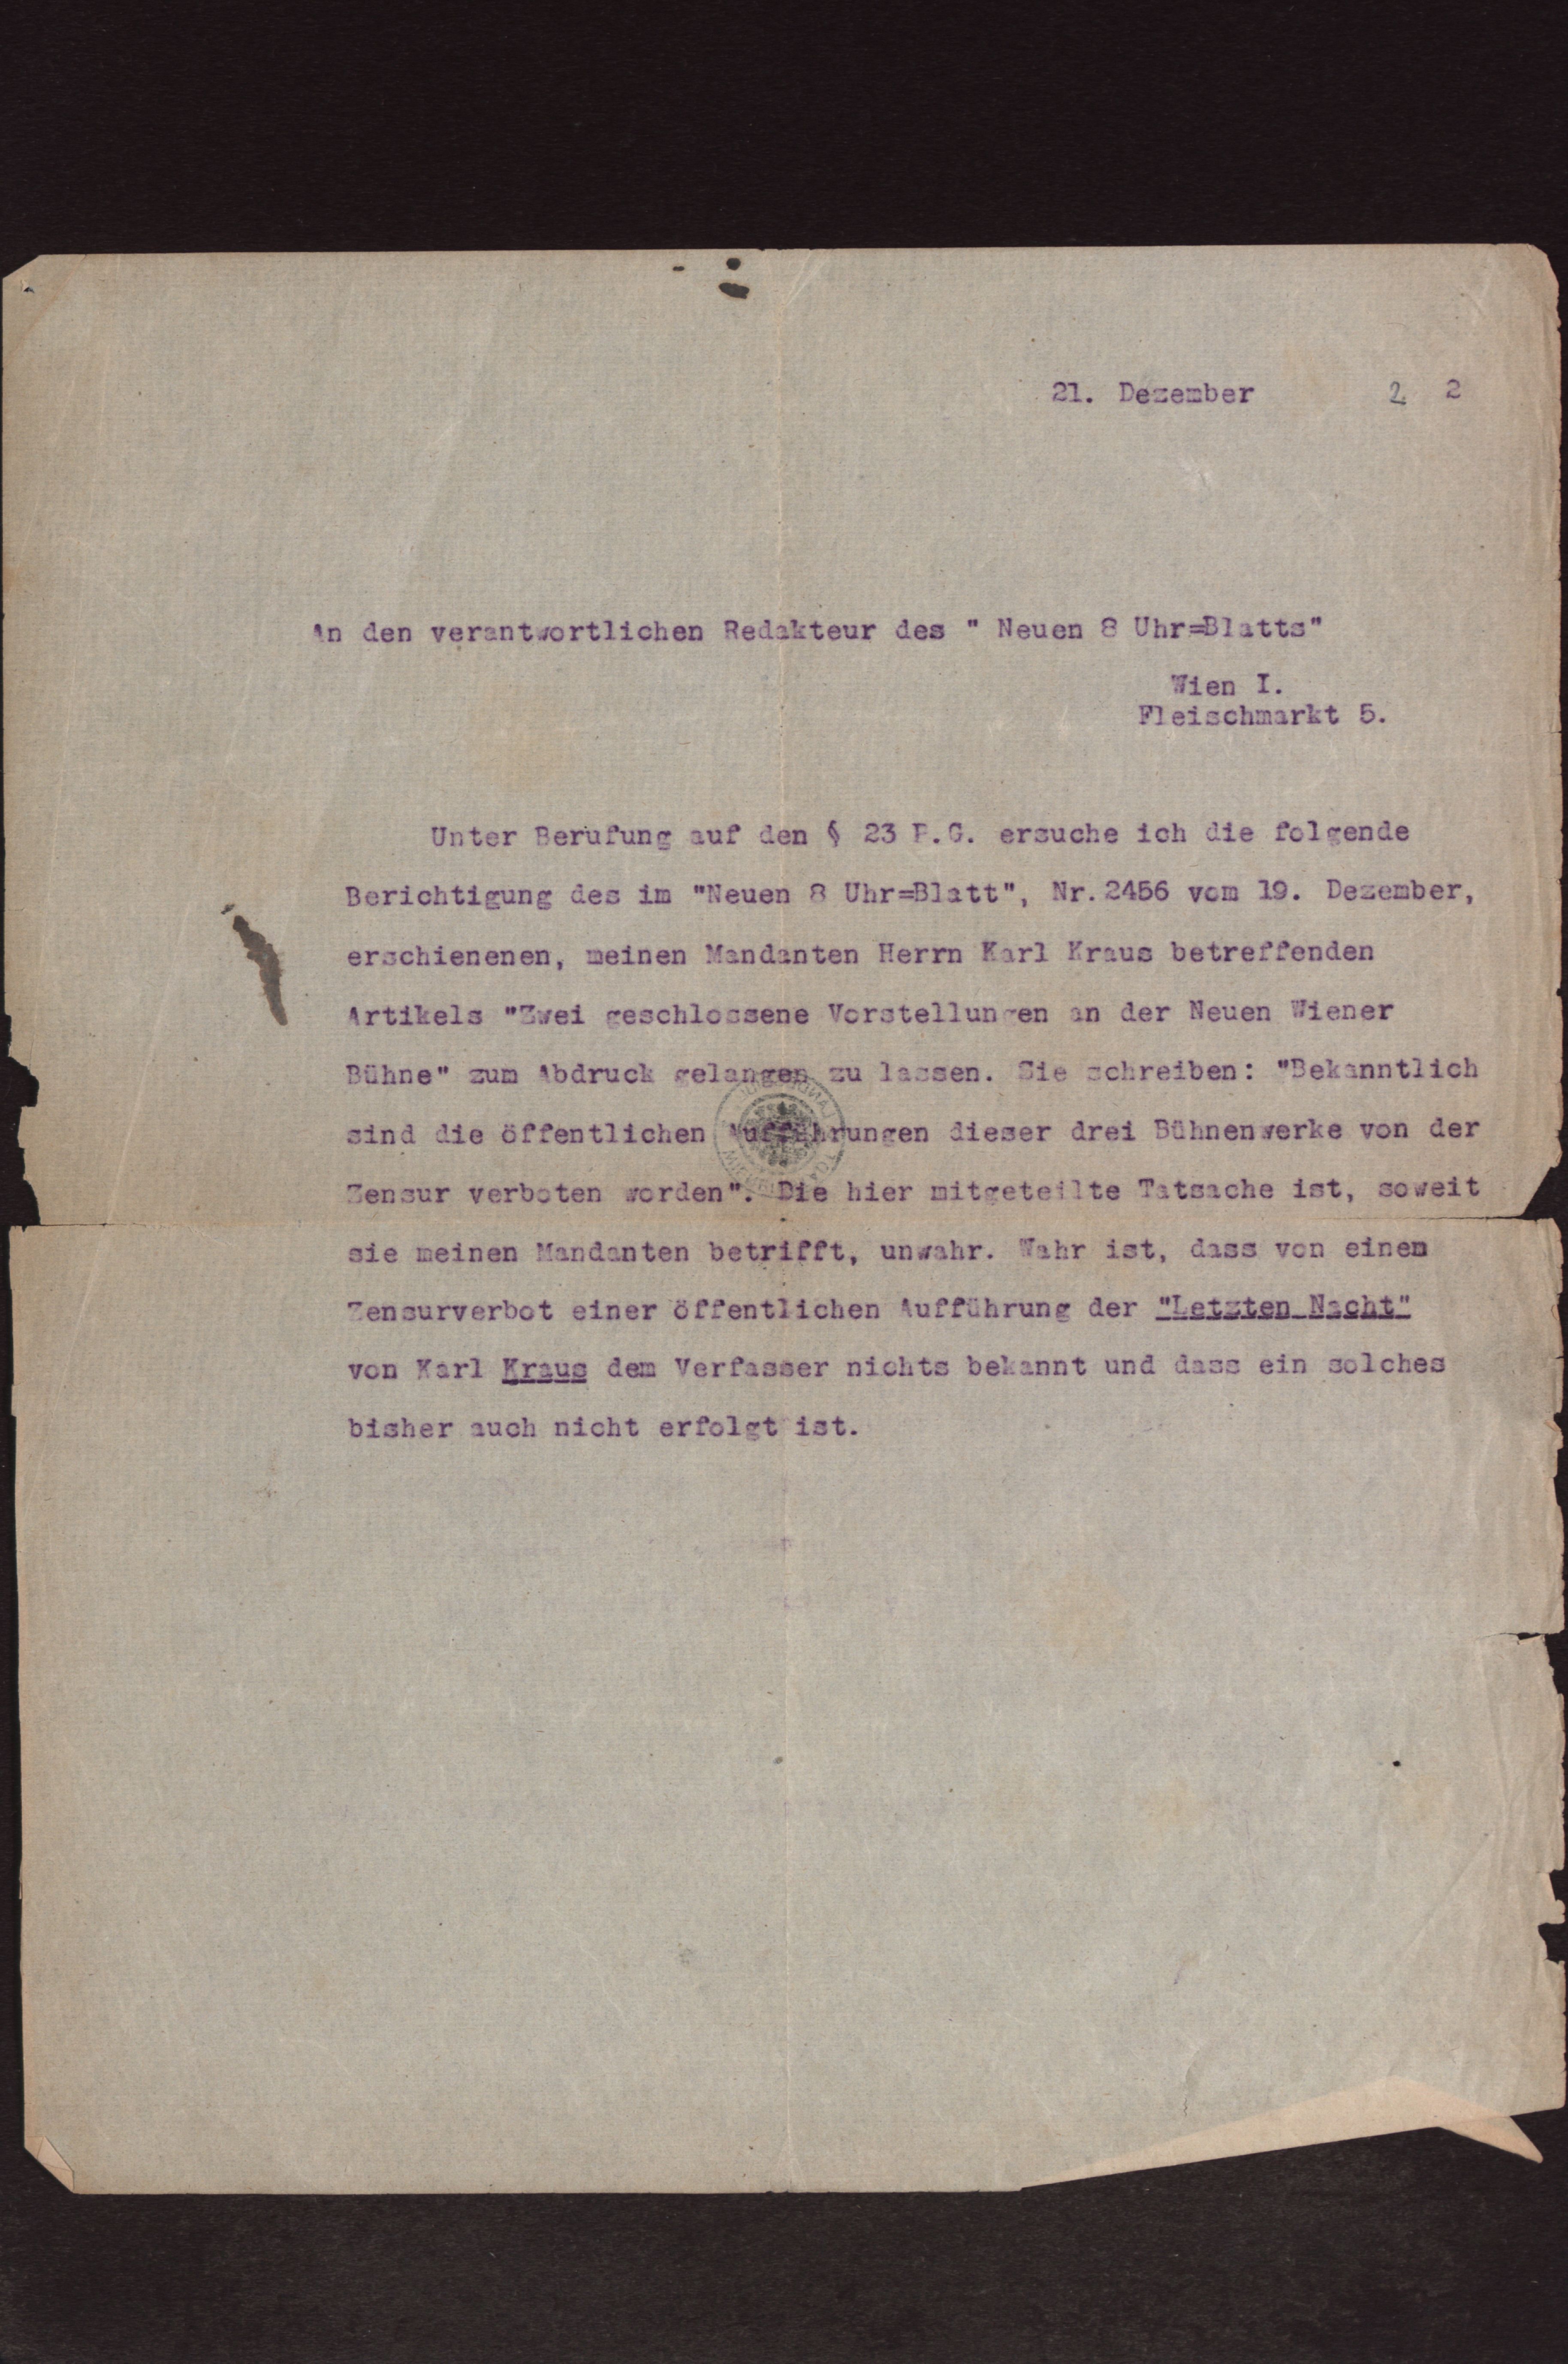 21. Dezember 2 2
An den verantwortlichen Redakteur des " Neuen 8 Uhr=Blatts"
Wien I.
Fleischmarkt 5.
Unter Berufung auf den § 23 P.G. ersuche ich die folgende
Berichtigung des im "Neuen 8 Uhr=Blatt", Nr.2456 vom 19. Dezember,
erschienenen, meinen Mandanten Herrn Karl Kraus betreffenden
Artikels "Zwei geschlossene Vorstellungen an der Neuen Wiener
Bühne" zum Abdruck gelangen zu lassen. Sie schreiben: "Bekanntlich
sind die öffentlichen Aufführungen dieser drei Bühnenwerke von der
Zensur verboten worden". Die hier mitgeteilte Tatsache ist, soweit
sie meinen Mandanten betrifft, unwahr. Wahr ist, dass von einem
Zensurverbot einer öffentlichen Aufführung der "Letzten Nacht"
von Karl Kraus dem Verfasser nichts bekannt und dass ein solches
bisher auch nicht erfolgt ist.